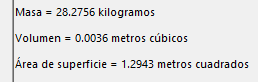 Masa = 28.2756 kilogramos
Volumen = 0.0036 metros cúbicos
Área de superficie = 1.2943 metros cuadrados